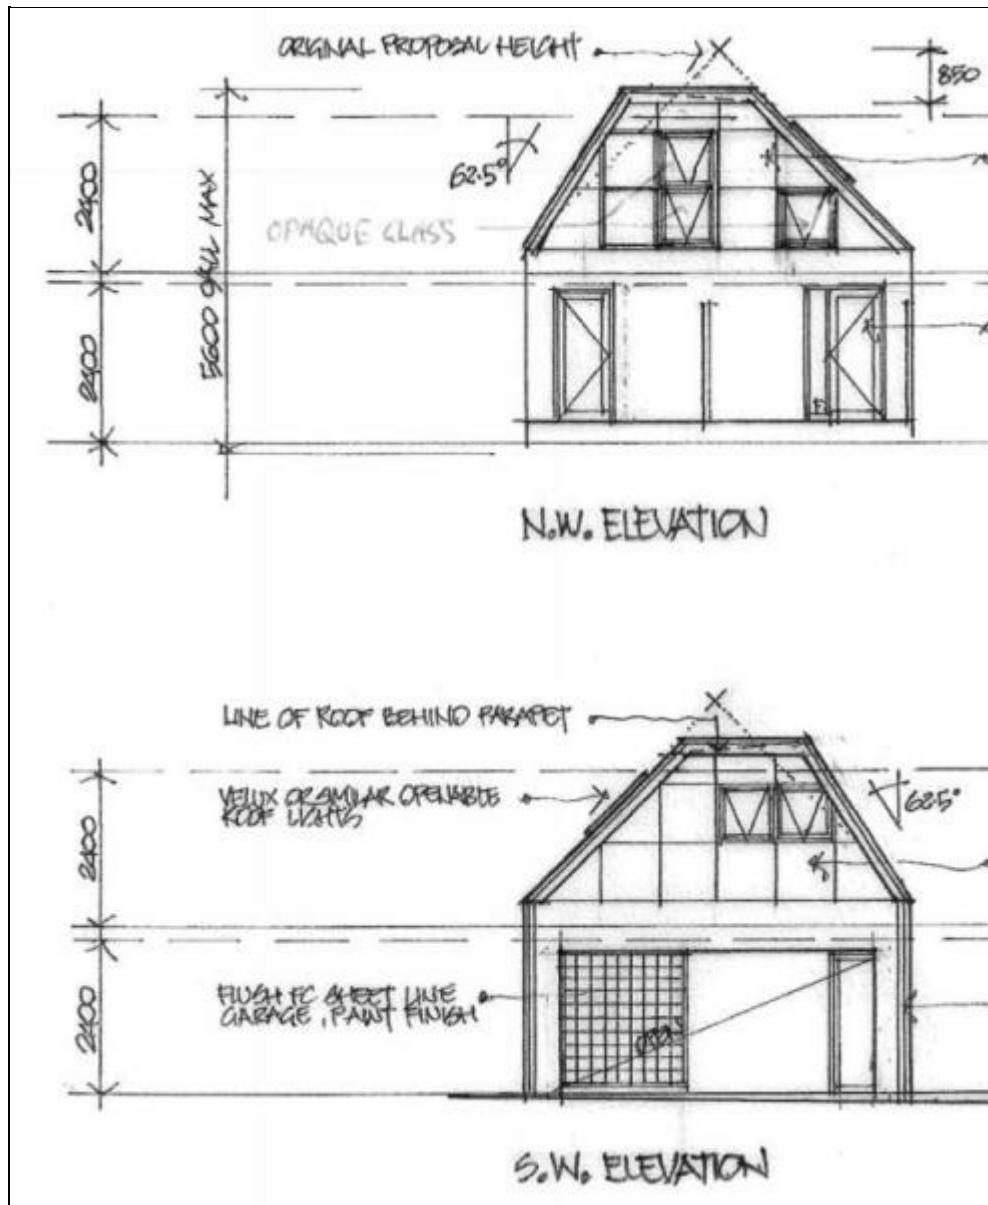 ORIGINAL PROPOSAL HEIGHT
850
62.5°
2400
5600 O/ALL MAX
OPAQUE GLASS
2400
N.W. ELEVATION
LINE OF ROOF BEHIND PARAPET
VELUX OR SIMILAR OPENABLE
ROOF LIGHTS
62.5°
2400
FLUSH FC SHEET LINE
GARAGE, PAINT FINISH
OPEN
2400
S.W. ELEVATION